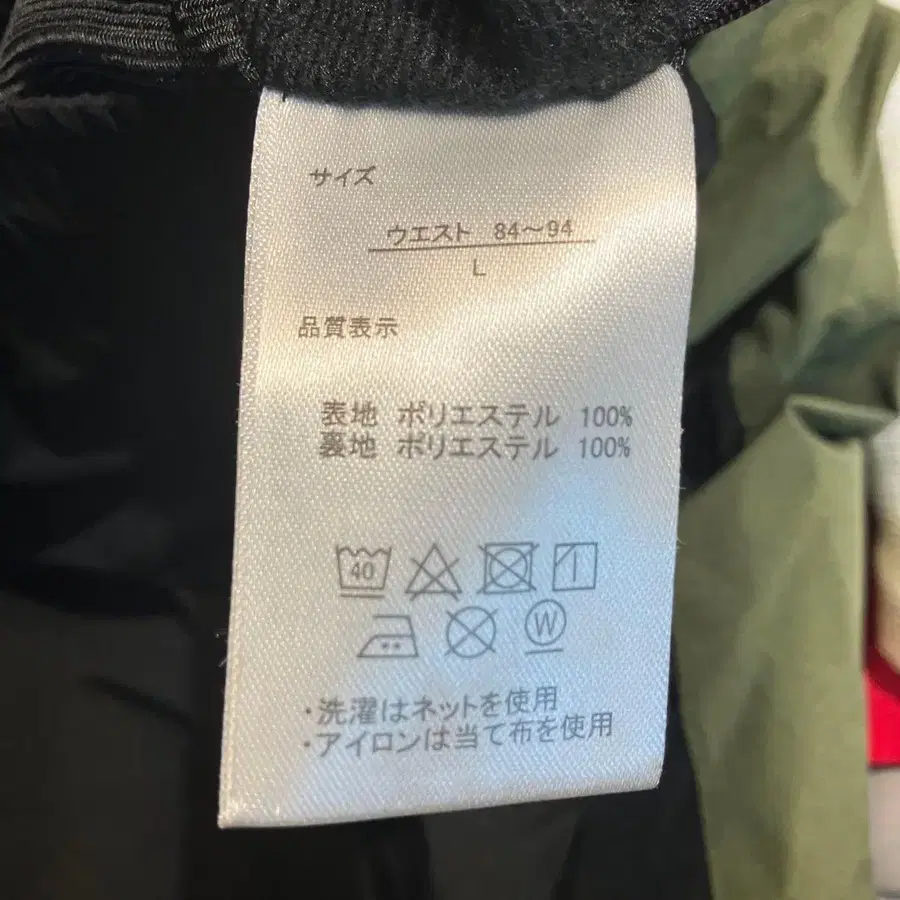 サイズ
ウエスト 84〜94
L
品質表示
表地 ポリエステル 100%
裏地 ポリエステル 100%
40
W
・洗濯はネットを使用
・アイロンは当て布を使用